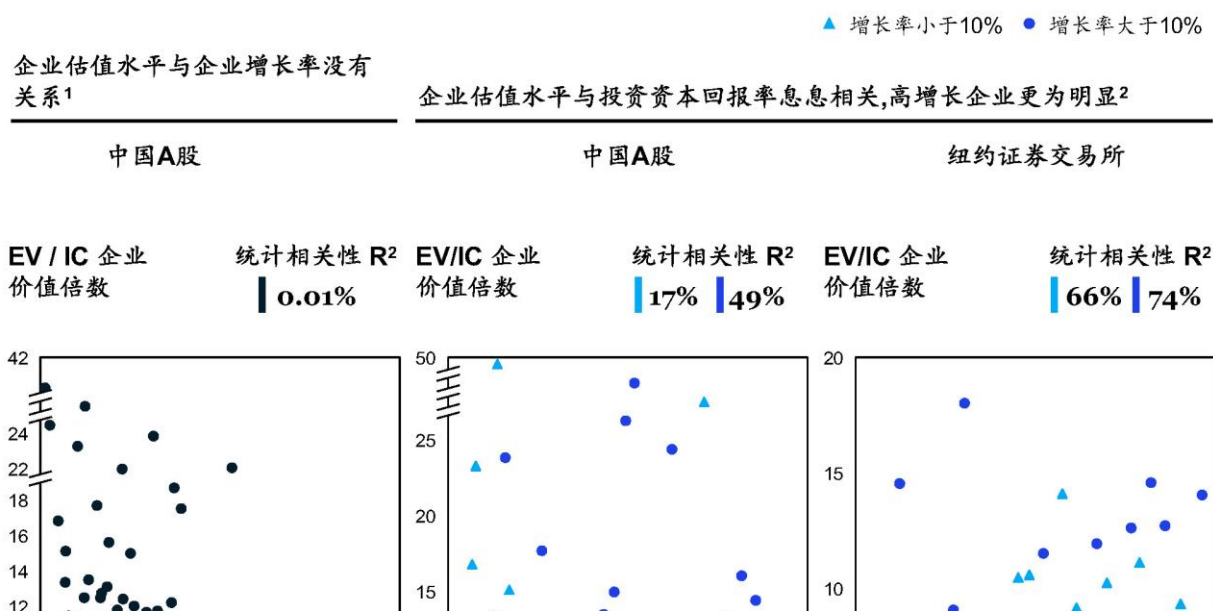 ▲ 增长率小于10% ● 增长率大于10%
企业估值水平与企业增长率没有
关系¹
企业估值水平与投资资本回报率息息相关,高增长企业更为明显²
中国A股
中国A股
纽约证券交易所
EV / IC 企业
价值倍数
统计相关性 R²
0.01%
EV/IC 企业
价值倍数
统计相关性 R²
17% 49%
EV/IC 企业
价值倍数
统计相关性 R²
66% 74%
42
24
22
18
16
14
12
50
25
20
15
20
15
10